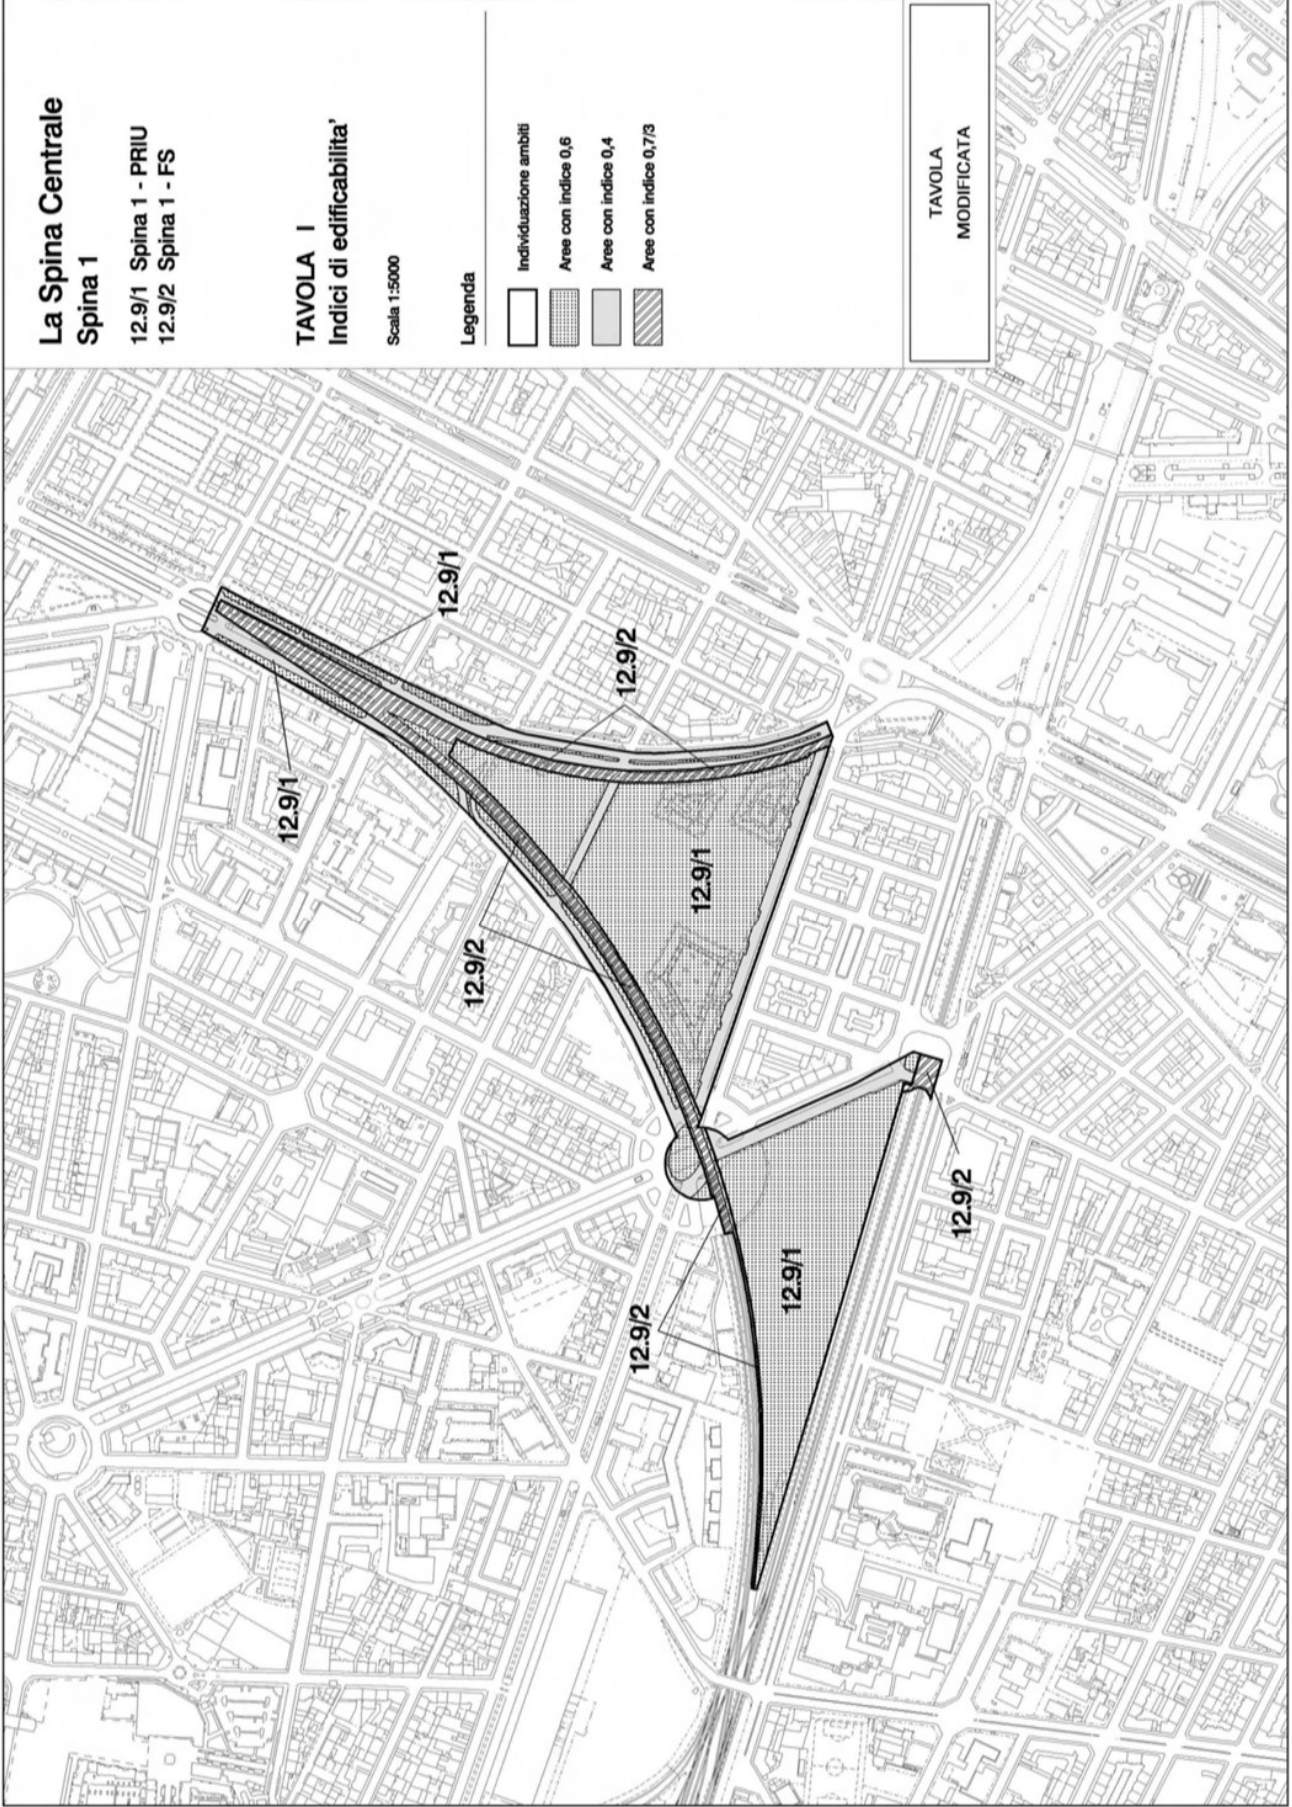 La Spina Centrale
Spina 1
12.9/1 Spina 1 - PRIU
12.9/2 Spina 1 - FS
TAVOLA I
Indici di edificabilita'
Scala 1:5000
Legenda
Individuazione ambiti
Aree con indice 0,6
Aree con indice 0,4
Aree con indice 0,7/3
TAVOLA
MODIFICATA
12.9/1
12.9/1
12.9/2
12.9/2
12.9/1
12.9/2
12.9/1
12.9/2